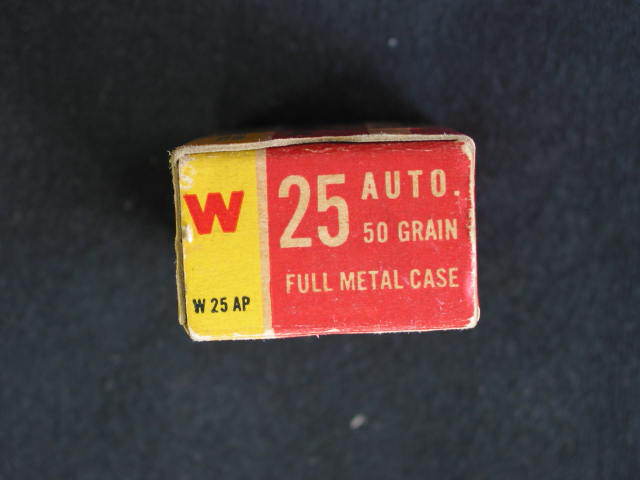 W
W 25 AP
25 AUTO.
50 GRAIN
FULL METAL CASE